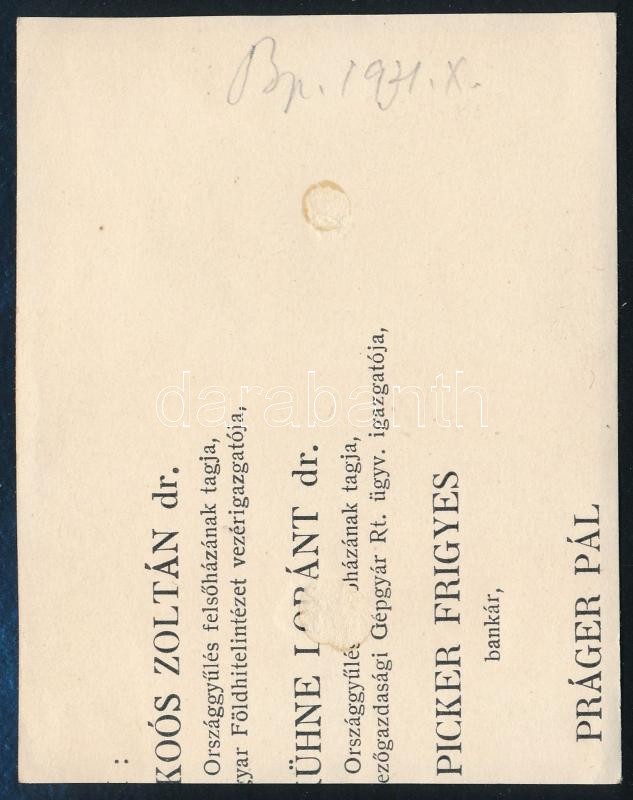 Bp. 1931. X.
:
KOÓS ZOLTÁN dr.
Országgyűlés felsőházának tagja,
gyar Földhitelintézet vezérigazgatója,
ÜHNE LORÁNT dr.
Országgyűlés
házának tagja,
ezőgazdasági Gépgyár Rt. ügyv. igazgatója,
PICKER FRIGYES
bankár,
PRÁGER PÁL
darabanth